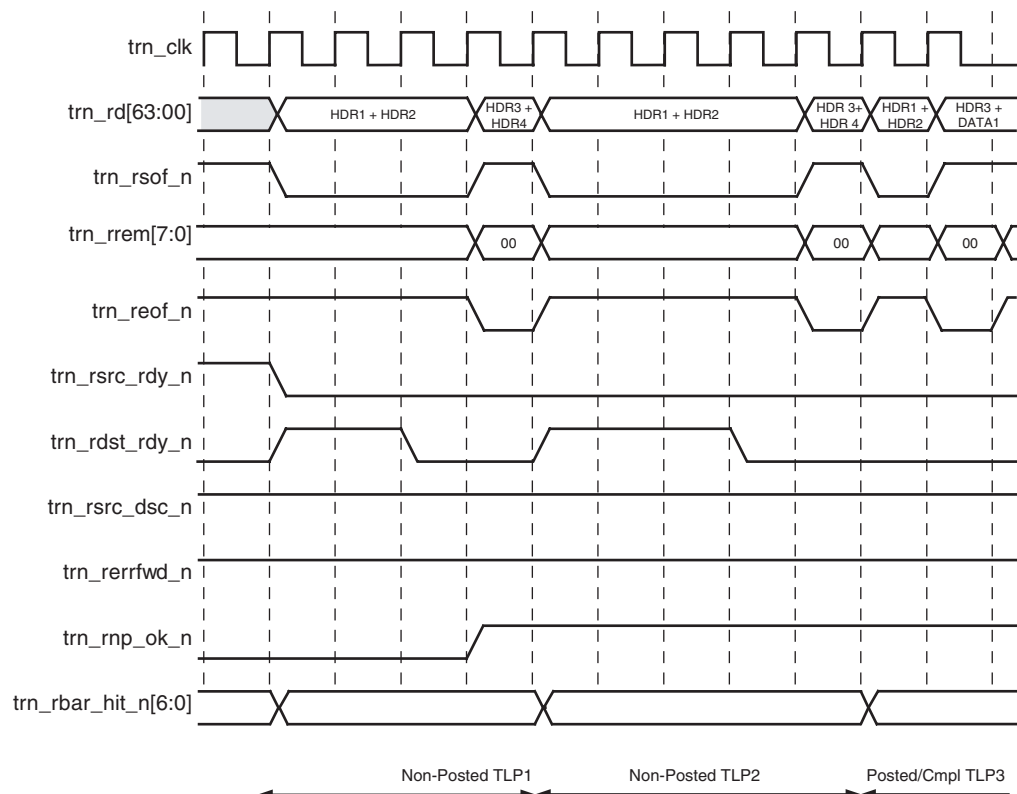 trn_clk
trn_rd[63:00]
HDR1 + HDR2
HDR3 +
HDR4
HDR1 + HDR2
HDR 3+
HDR 4
HDR1 +
HDR2
HDR3 +
DATA1
trn_rsof_n
trn_rrem[7:0]
00
00
00
trn_reof_n
trn_rsrc_rdy_n
trn_rdst_rdy_n
trn_rsrc_dsc_n
trn_rerrfwd_n
trn_rnp_ok_n
trn_rbar_hit_n[6:0]
Non-Posted TLP1
Non-Posted TLP2
Posted/Cmpl TLP3